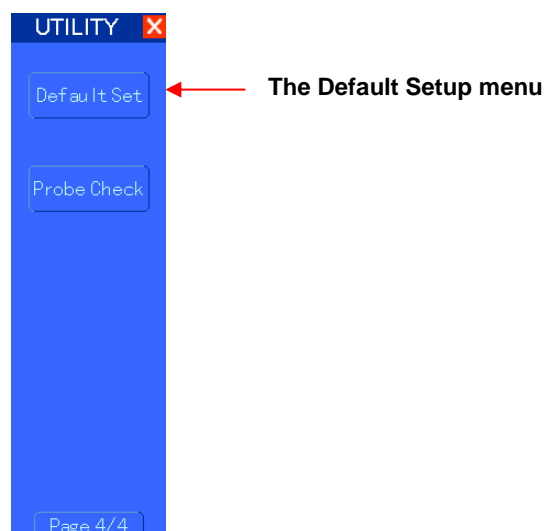 UTILITY
Default Set
The Default Setup menu
Probe Check
Page 4/4